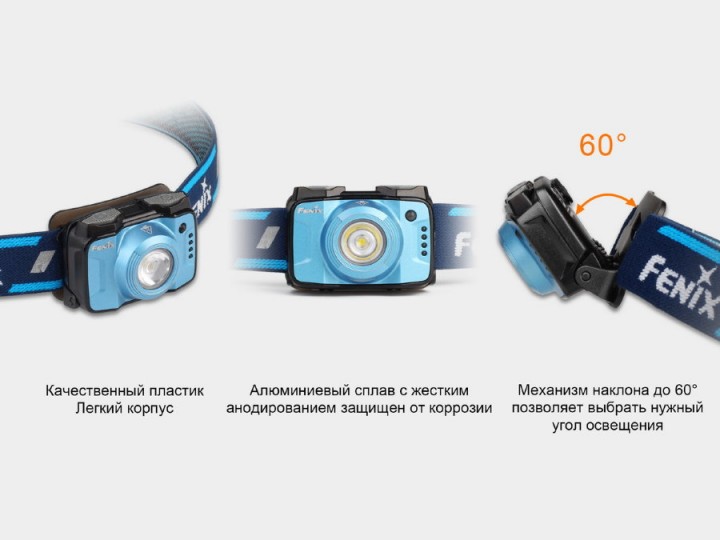 60°
FENIX
FENIX
FENIX
Качественный пластик
Легкий корпус
Алюминиевый сплав с жестким
анодированием защищен от коррозии
Механизм наклона до 60°
позволяет выбрать нужный
угол освещения